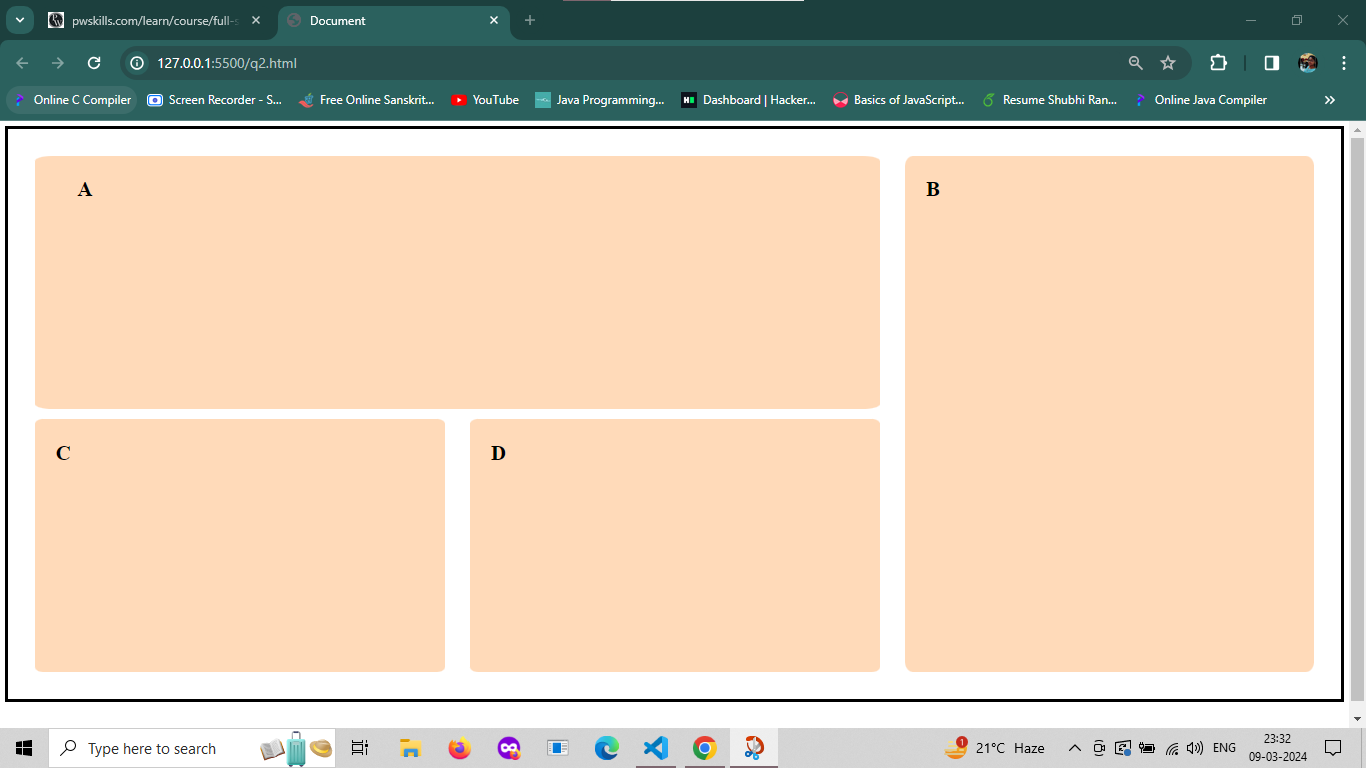 pwskills.com/learn/course/full-s
Document
127.0.0.1:5500/q2.html
Online C Compiler
Screen Recorder - S...
Free Online Sanskrit...
YouTube
Java Programming...
Dashboard | Hacker...
Basics of JavaScript...
Resume Shubhi Ran...
Online Java Compiler
A
B
C
D
Type here to search
1
21°C Haze
ENG
23:32
09-03-2024